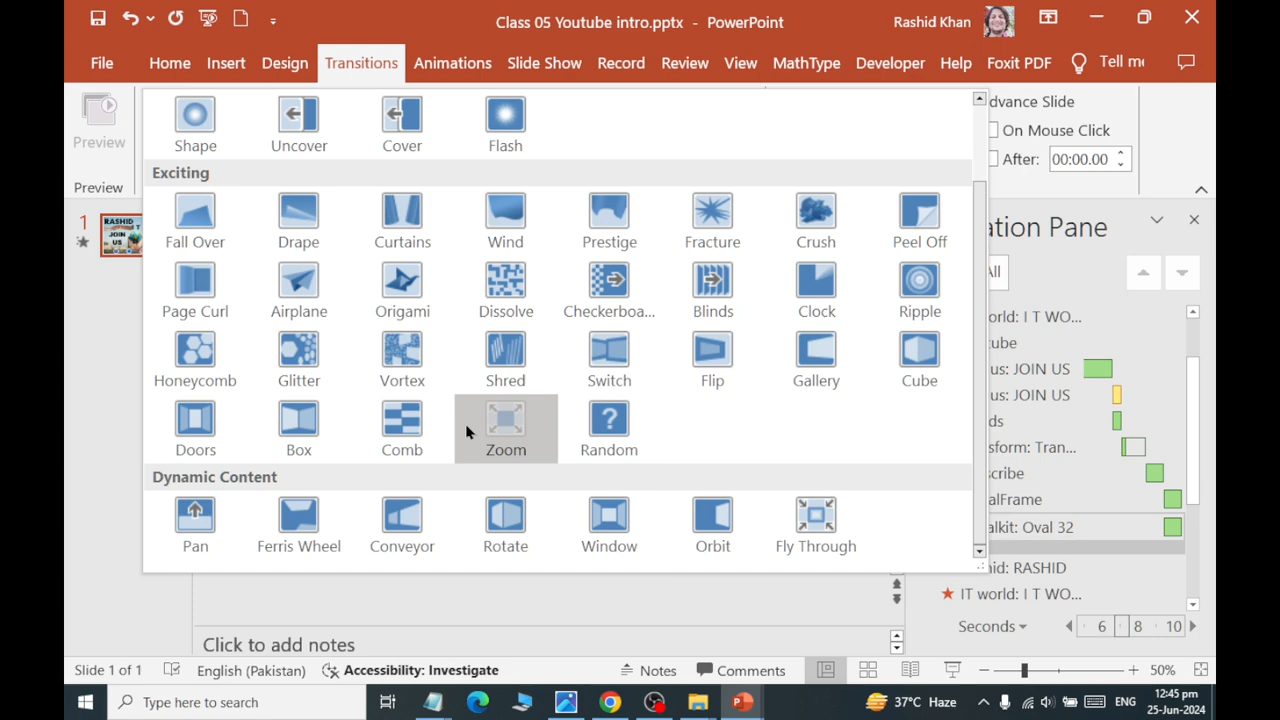 Class 05 Youtube intro.pptx - PowerPoint
Rashid Khan
File Home Insert Design Transitions Animations Slide Show Record Review View MathType Developer Help Foxit PDF Tell me
Preview
Preview
Shape Uncover Cover Flash
dvance Slide
On Mouse Click
After: 00:00.00
Exciting
Fall Over Drape Curtains Wind Prestige Fracture Crush Peel Off
Page Curl Airplane Origami Dissolve Checkerboa... Blinds Clock Ripple
Honeycomb Glitter Vortex Shred Switch Flip Gallery Cube
Doors Box Comb Zoom Random
Dynamic Content
Pan Ferris Wheel Conveyor Rotate Window Orbit Fly Through
1
RASHID
I T
JOIN
US
ation Pane
All
orld: I T WO...
tube
us: JOIN US
us: JOIN US
ds
sform: Tran...
scribe
alFrame
alkit: Oval 32
hid: RASHID
IT world: I T WO...
Seconds 6 8 10
Click to add notes
Slide 1 of 1 English (Pakistan) Accessibility: Investigate Notes Comments 50%
Type here to search
37°C Haze ENG
12:45 pm
25-Jun-2024